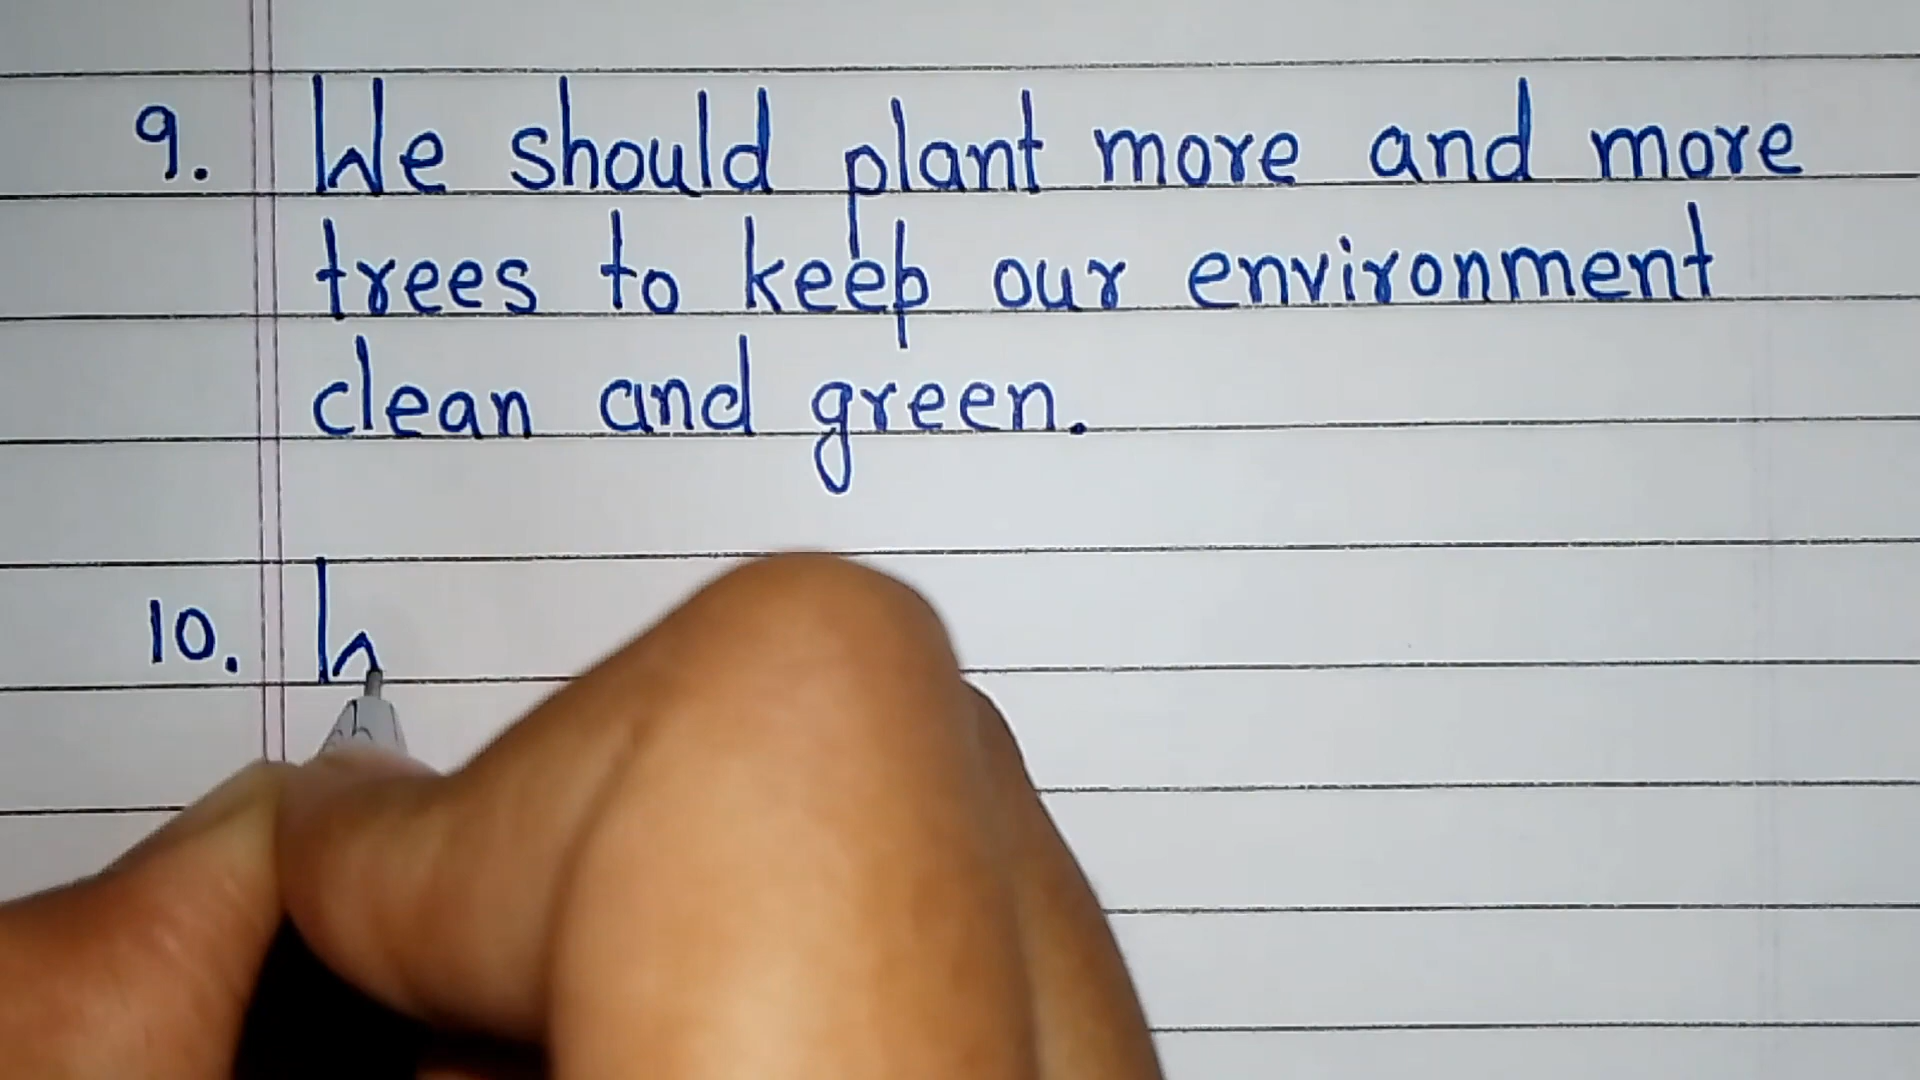 9. We should plant more and more
trees to keep our environment
clean and green.
10.